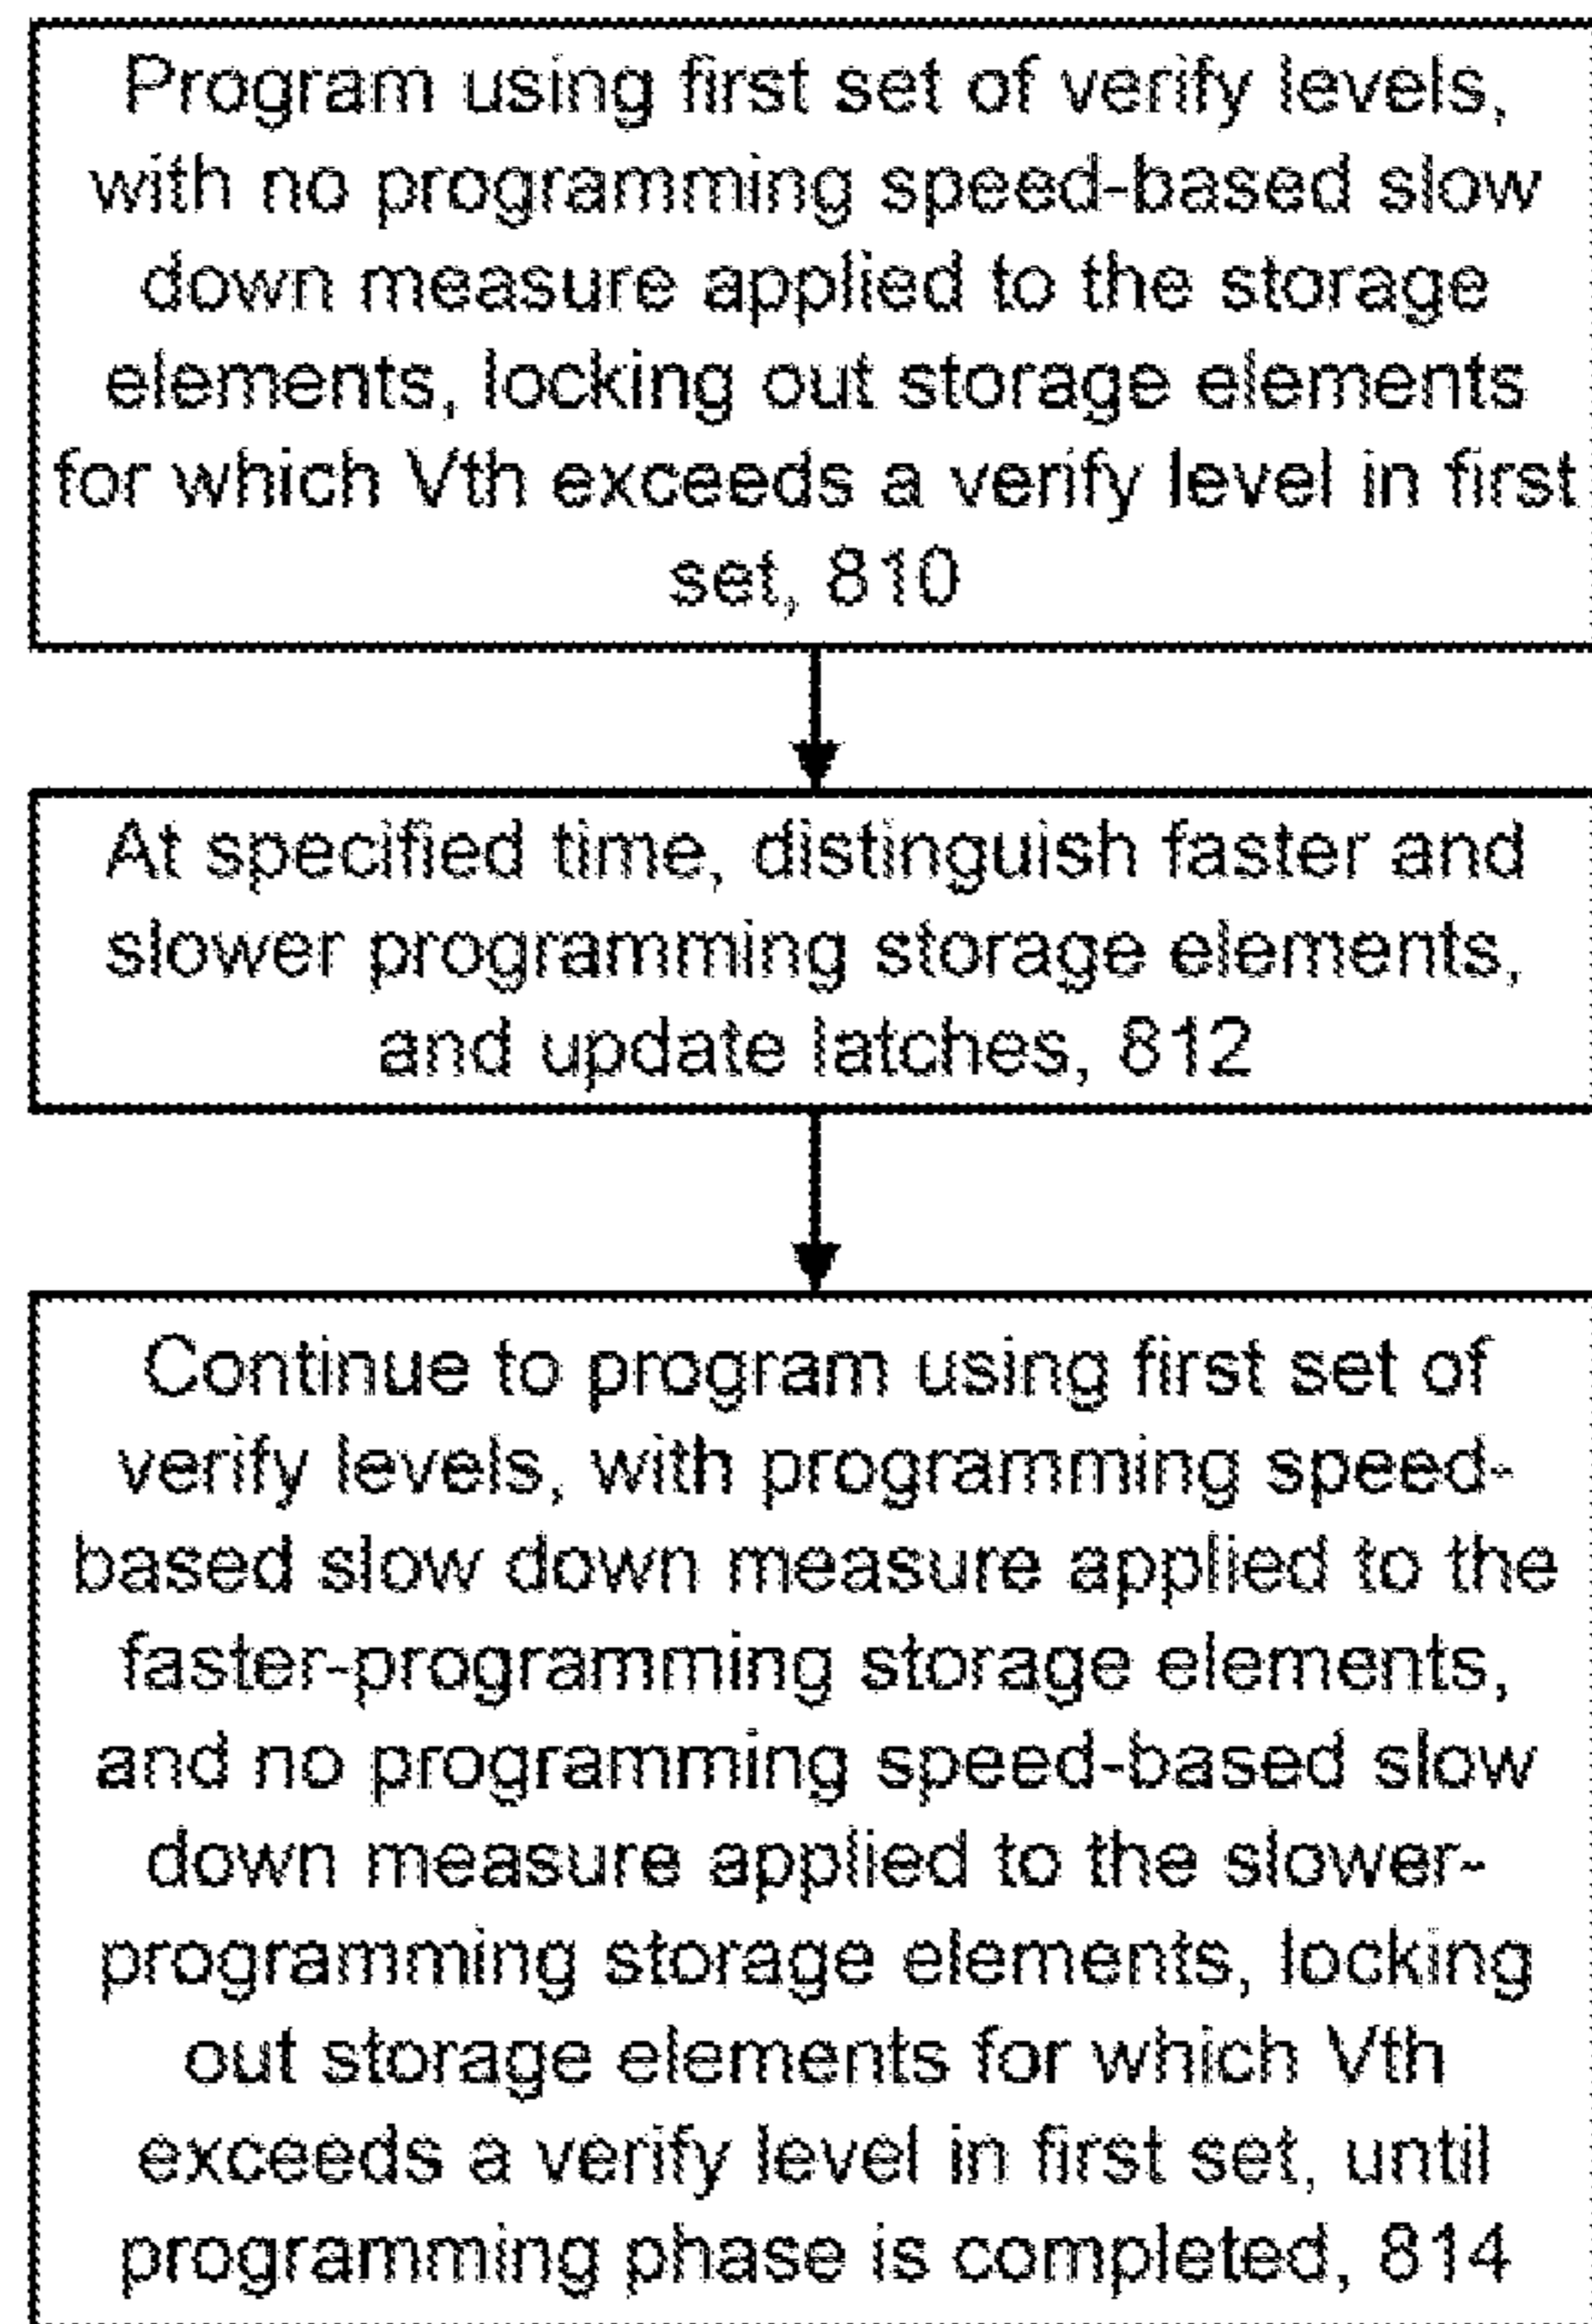 Program using first set of verify levels,
with no programming speed-based slow
down measure applied to the storage
elements, locking out storage elements
for which Vth exceeds a verify level in first
set, 810
At specified time, distinguish faster and
slower programming storage elements,
and update latches, 812
Continue to program using first set of
verify levels, with programming speed-
based slow down measure applied to the
faster-programming storage elements,
and no programming speed-based slow
down measure applied to the slower-
programming storage elements, locking
out storage elements for which Vth
exceeds a verify level in first set, until
programming phase is completed, 814